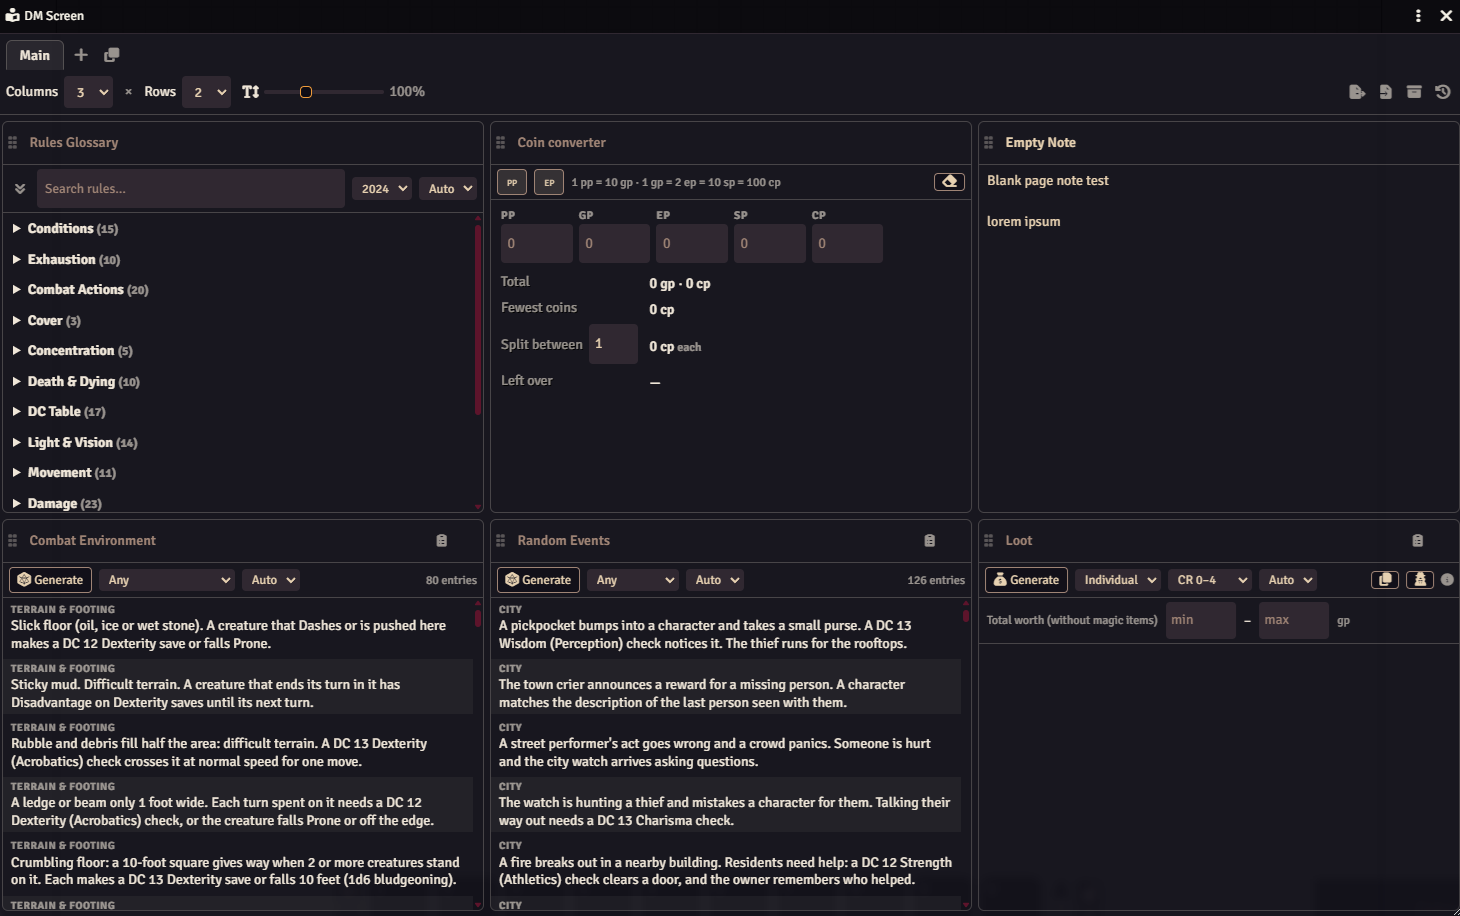 DM Screen
Main
Columns 3 × Rows 2 100%
Rules Glossary
Search rules... 2024 Auto
Conditions (15)
Exhaustion (10)
Combat Actions (20)
Cover (3)
Concentration (5)
Death & Dying (10)
DC Table (17)
Light & Vision (14)
Movement (11)
Damage (23)
Coin converter
PP EP 1 pp = 10 gp · 1 gp = 2 ep = 10 sp = 100 cp
PP GP EP SP CP
0 0 0 0 0
Total 0 gp · 0 cp
Fewest coins 0 cp
Split between 1 0 cp each
Left over —
Empty Note
Blank page note test
lorem ipsum
Combat Environment
Generate Any Auto 80 entries
TERRAIN & FOOTING
Slick floor (oil, ice or wet stone). A creature that Dashes or is pushed here
makes a DC 12 Dexterity save or falls Prone.
TERRAIN & FOOTING
Sticky mud. Difficult terrain. A creature that ends its turn in it has
Disadvantage on Dexterity saves until its next turn.
TERRAIN & FOOTING
Rubble and debris fill half the area: difficult terrain. A DC 13 Dexterity
(Acrobatics) check crosses it at normal speed for one move.
TERRAIN & FOOTING
A ledge or beam only 1 foot wide. Each turn spent on it needs a DC 12
Dexterity (Acrobatics) check, or the creature falls Prone or off the edge.
TERRAIN & FOOTING
Crumbling floor: a 10-foot square gives way when 2 or more creatures stand
on it. Each makes a DC 13 Dexterity save or falls 10 feet (1d6 bludgeoning).
TERRAIN & FOOTING
Random Events
Generate Any Auto 126 entries
CITY
A pickpocket bumps into a character and takes a small purse. A DC 13
Wisdom (Perception) check notices it. The thief runs for the rooftops.
CITY
The town crier announces a reward for a missing person. A character
matches the description of the last person seen with them.
CITY
A street performer's act goes wrong and a crowd panics. Someone is hurt
and the city watch arrives asking questions.
CITY
The watch is hunting a thief and mistakes a character for them. Talking their
way out needs a DC 13 Charisma check.
CITY
A fire breaks out in a nearby building. Residents need help: a DC 12 Strength
(Athletics) check clears a door, and the owner remembers who helped.
CITY
Loot
Generate Individual CR 0–4 Auto
Total worth (without magic items) min – max gp